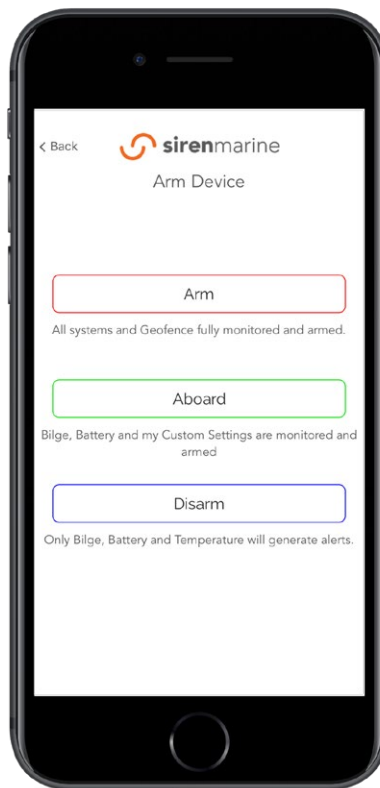 < Back
sirenmarine
Arm Device
Arm
All systems and Geofence fully monitored and armed.
Aboard
Bilge, Battery and my Custom Settings are monitored and
armed
Disarm
Only Bilge, Battery and Temperature will generate alerts.